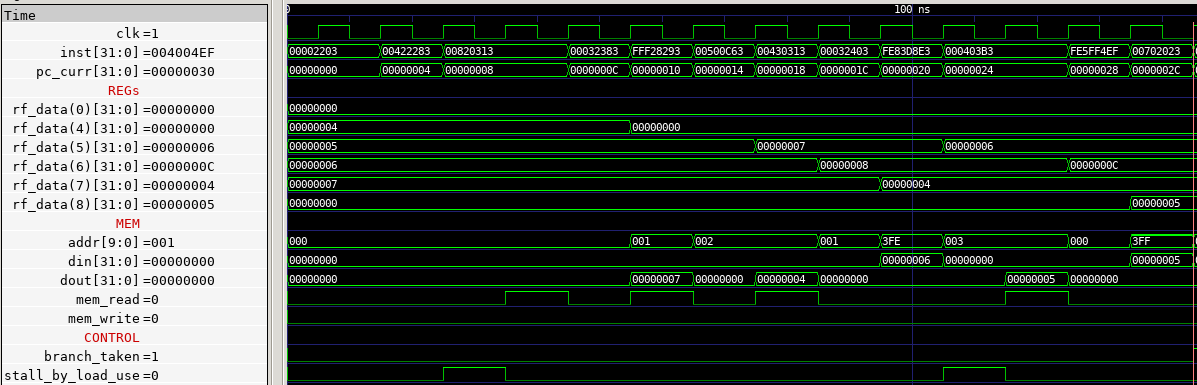 Time 0 100 ns
clk=1
inst[31:0]=004004EF 00002203 00422283 00820313 00032383 FFF28293 00500C63 00430313 00032403 FE83D8E3 000403B3 FE5FF4EF 00702023
pc_curr[31:0]=00000030 00000000 00000004 00000008 0000000C 00000010 00000014 00000018 0000001C 00000020 00000024 00000028 0000002C
REGs
rf_data(0)[31:0]=00000000 00000000
rf_data(4)[31:0]=00000000 00000004 00000000
rf_data(5)[31:0]=00000006 00000005 00000007 00000006
rf_data(6)[31:0]=0000000C 00000006 00000008 0000000C
rf_data(7)[31:0]=00000004 00000007 00000004
rf_data(8)[31:0]=00000005 00000000 00000005
MEM
addr[9:0]=001 000 001 002 001 3FE 003 000 3FF
din[31:0]=00000000 00000000 00000006 00000000 00000005
dout[31:0]=00000000 00000000 00000007 00000000 00000004 00000000 00000005 00000000
mem_read=0
mem_write=0
CONTROL
branch_taken=1
stall_by_load_use=0